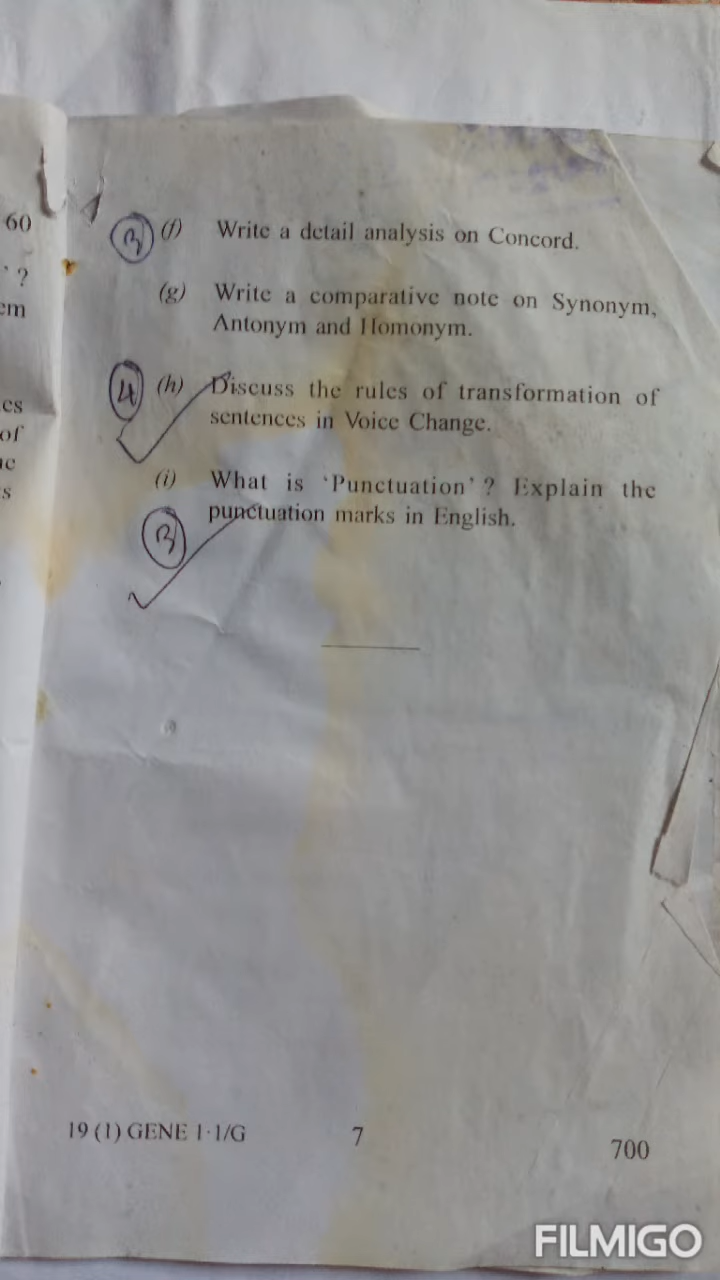 60
' ?
em
es
of
s
3 (f) Write a detail analysis on Concord.
(g) Write a comparative note on Synonym,
Antonym and Homonym.
4 (h) Discuss the rules of transformation of
sentences in Voice Change.
(i) What is 'Punctuation' ? Explain the
3 punctuation marks in English.
19 (1) GENE 1·1/G 7 700
FILMIGO